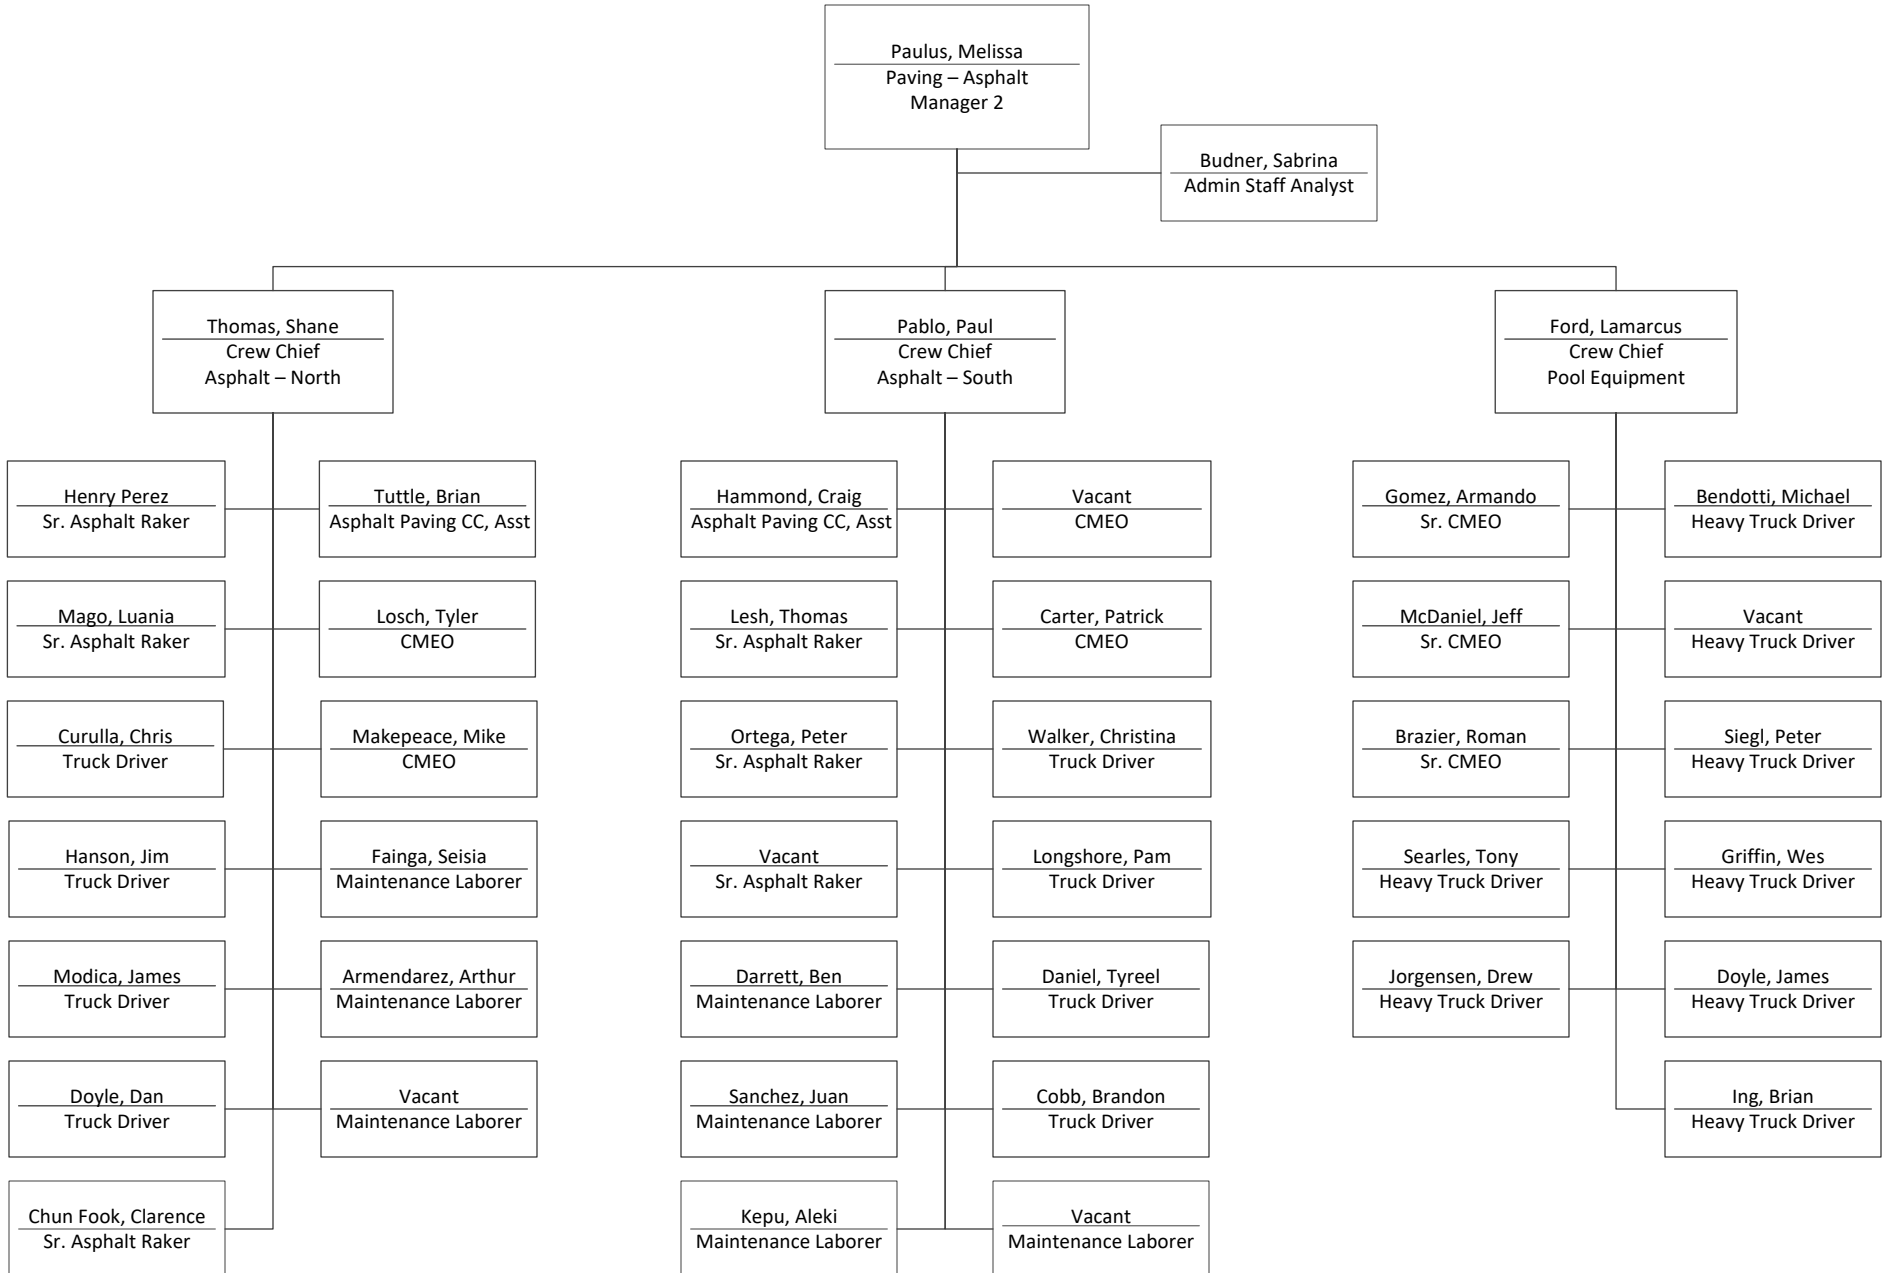 Paulus, Melissa
Paving – Asphalt
Manager 2
Budner, Sabrina
Admin Staff Analyst
Thomas, Shane
Crew Chief
Asphalt – North
Pablo, Paul
Crew Chief
Asphalt – South
Ford, Lamarcus
Crew Chief
Pool Equipment
Henry Perez
Sr. Asphalt Raker
Tuttle, Brian
Asphalt Paving CC, Asst
Mago, Luania
Sr. Asphalt Raker
Losch, Tyler
CMEO
Curulla, Chris
Truck Driver
Makepeace, Mike
CMEO
Hanson, Jim
Truck Driver
Fainga, Seisia
Maintenance Laborer
Modica, James
Truck Driver
Armendarez, Arthur
Maintenance Laborer
Doyle, Dan
Truck Driver
Vacant
Maintenance Laborer
Chun Fook, Clarence
Sr. Asphalt Raker
Hammond, Craig
Asphalt Paving CC, Asst
Vacant
CMEO
Lesh, Thomas
Sr. Asphalt Raker
Carter, Patrick
CMEO
Ortega, Peter
Sr. Asphalt Raker
Walker, Christina
Truck Driver
Vacant
Sr. Asphalt Raker
Longshore, Pam
Truck Driver
Darrett, Ben
Maintenance Laborer
Daniel, Tyreel
Truck Driver
Sanchez, Juan
Maintenance Laborer
Cobb, Brandon
Truck Driver
Kepu, Aleki
Maintenance Laborer
Vacant
Maintenance Laborer
Gomez, Armando
Sr. CMEO
Bendotti, Michael
Heavy Truck Driver
McDaniel, Jeff
Sr. CMEO
Vacant
Heavy Truck Driver
Brazier, Roman
Sr. CMEO
Siegl, Peter
Heavy Truck Driver
Searles, Tony
Heavy Truck Driver
Griffin, Wes
Heavy Truck Driver
Jorgensen, Drew
Heavy Truck Driver
Doyle, James
Heavy Truck Driver
Ing, Brian
Heavy Truck Driver